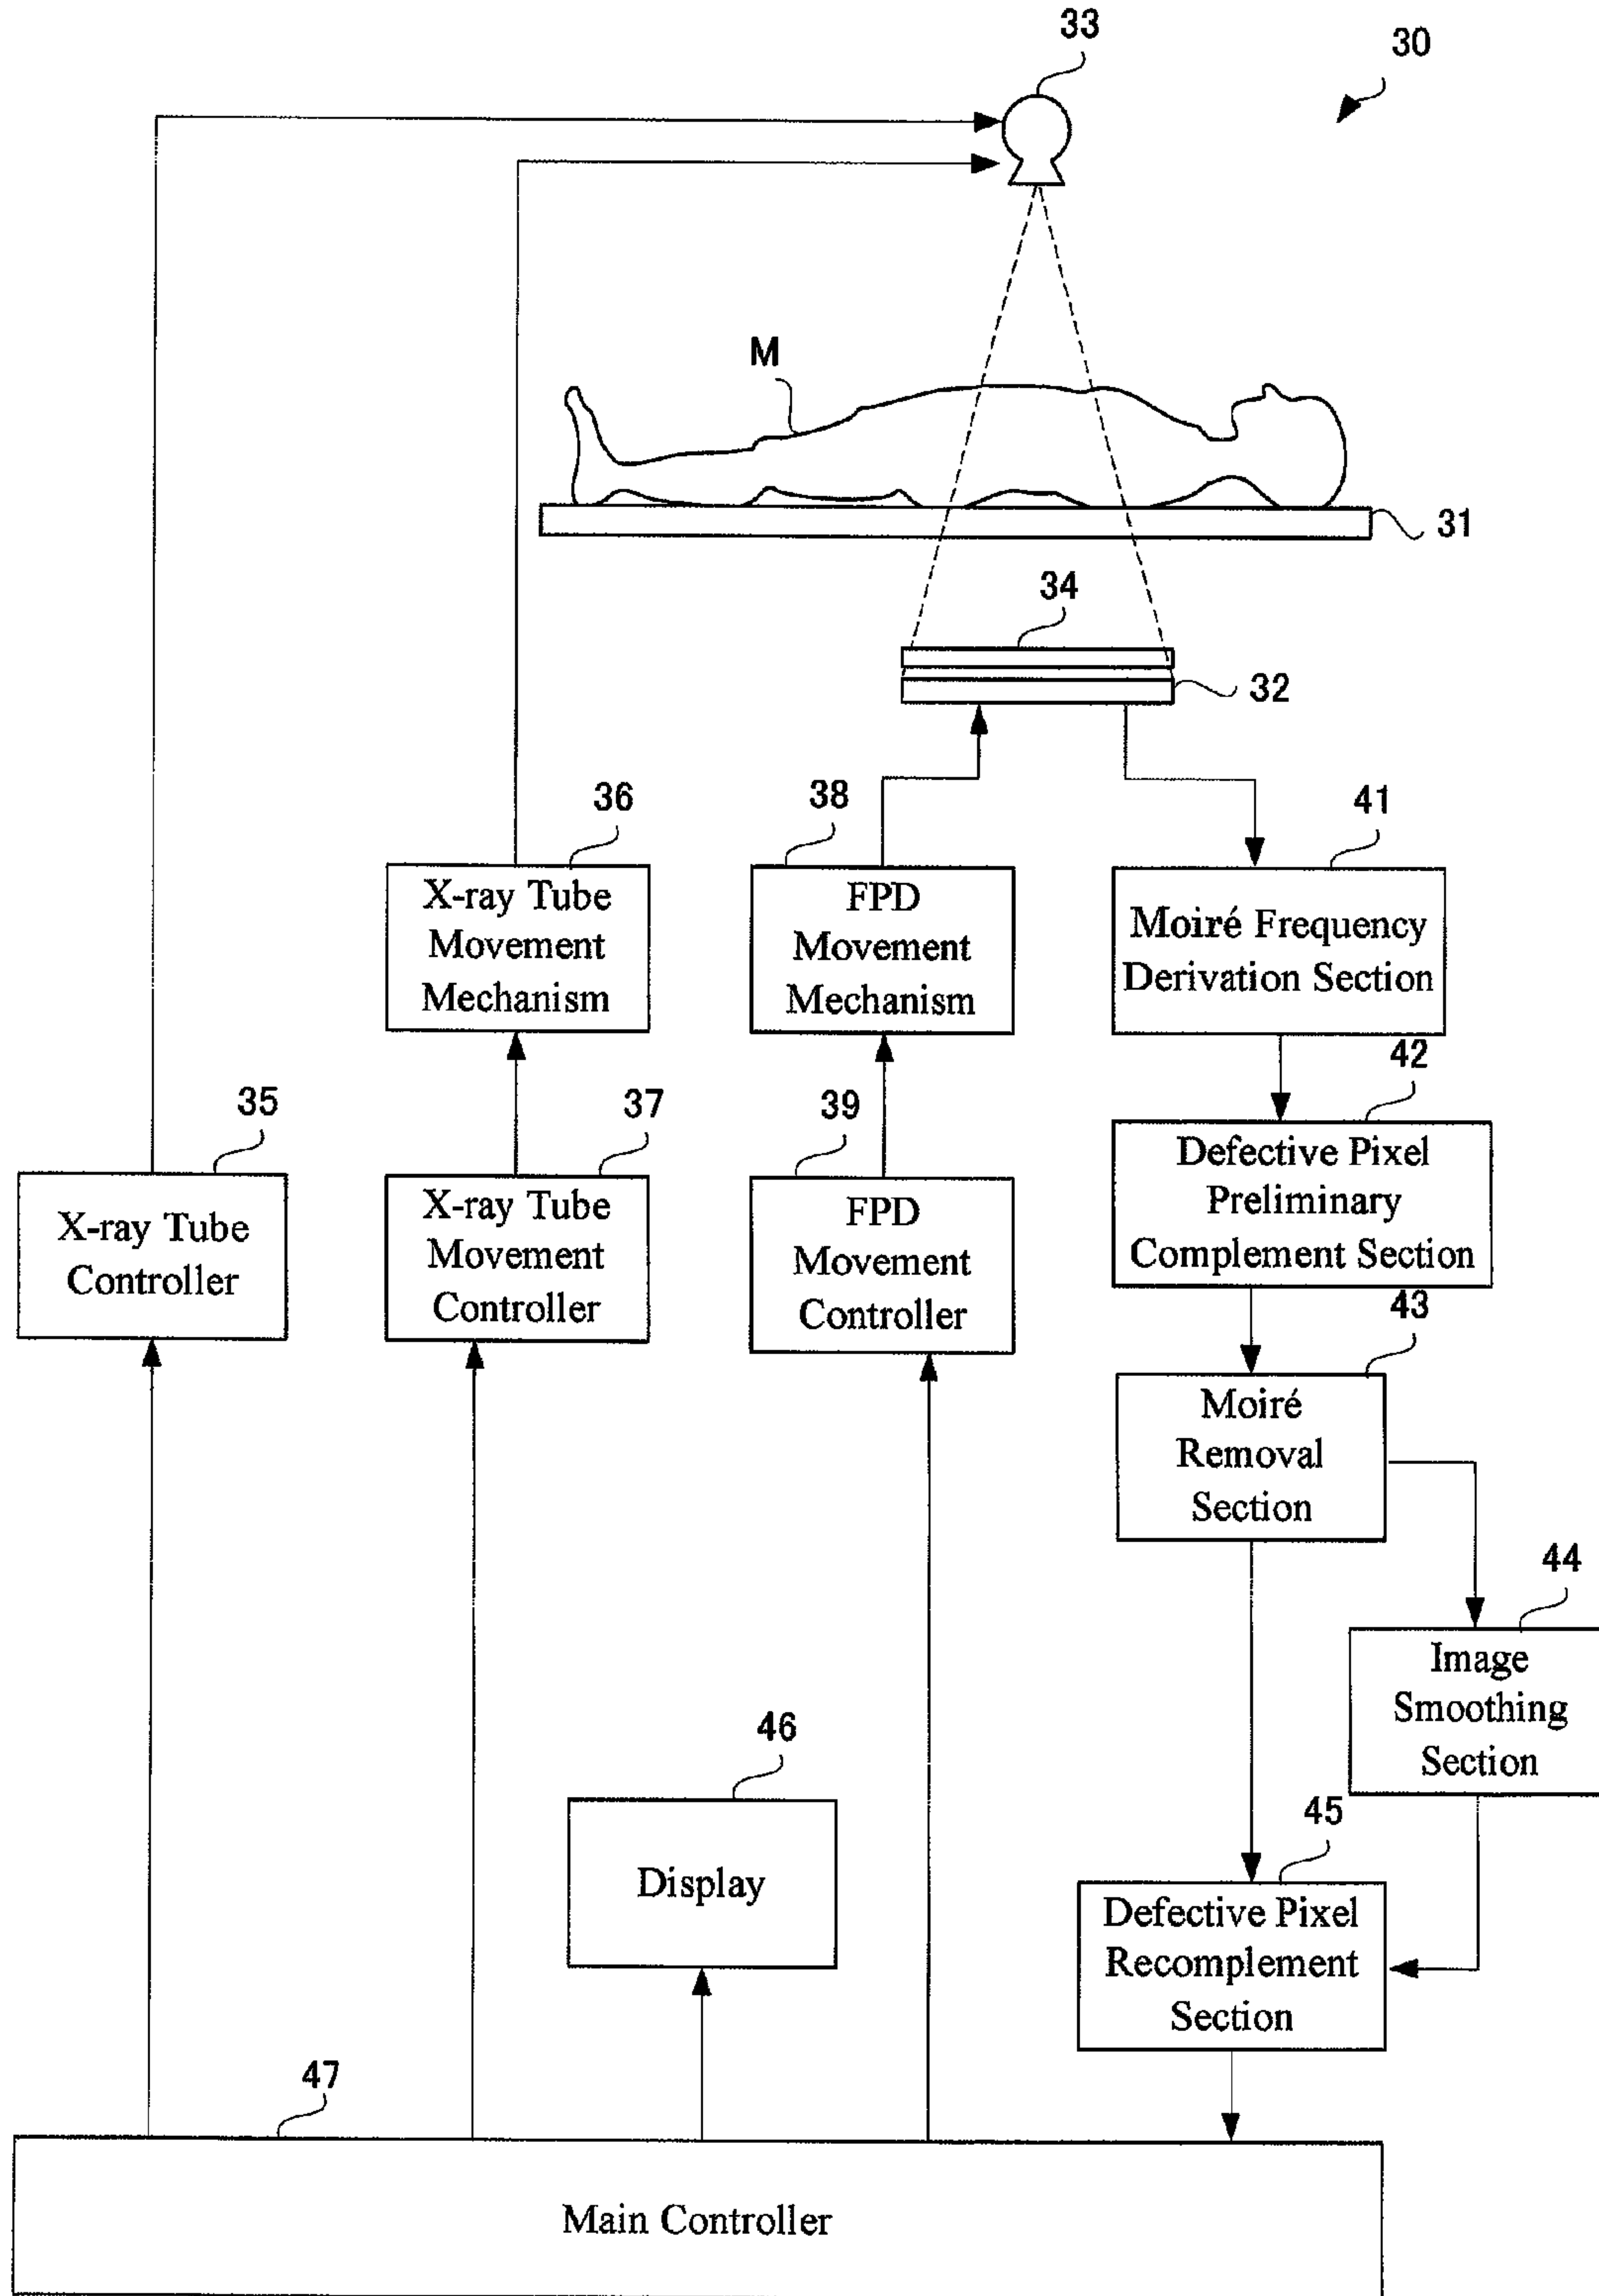 33
30
M
31
34
32
36
38
41
X-ray Tube
Movement
Mechanism
FPD
Movement
Mechanism
Moiré Frequency
Derivation Section
42
35
37
39
Defective Pixel
Preliminary
Complement Section
X-ray Tube
Controller
X-ray Tube
Movement
Controller
FPD
Movement
Controller
43
Moiré
Removal
Section
44
Image
Smoothing
Section
46
45
Display
Defective Pixel
Recomplement
Section
47
Main Controller